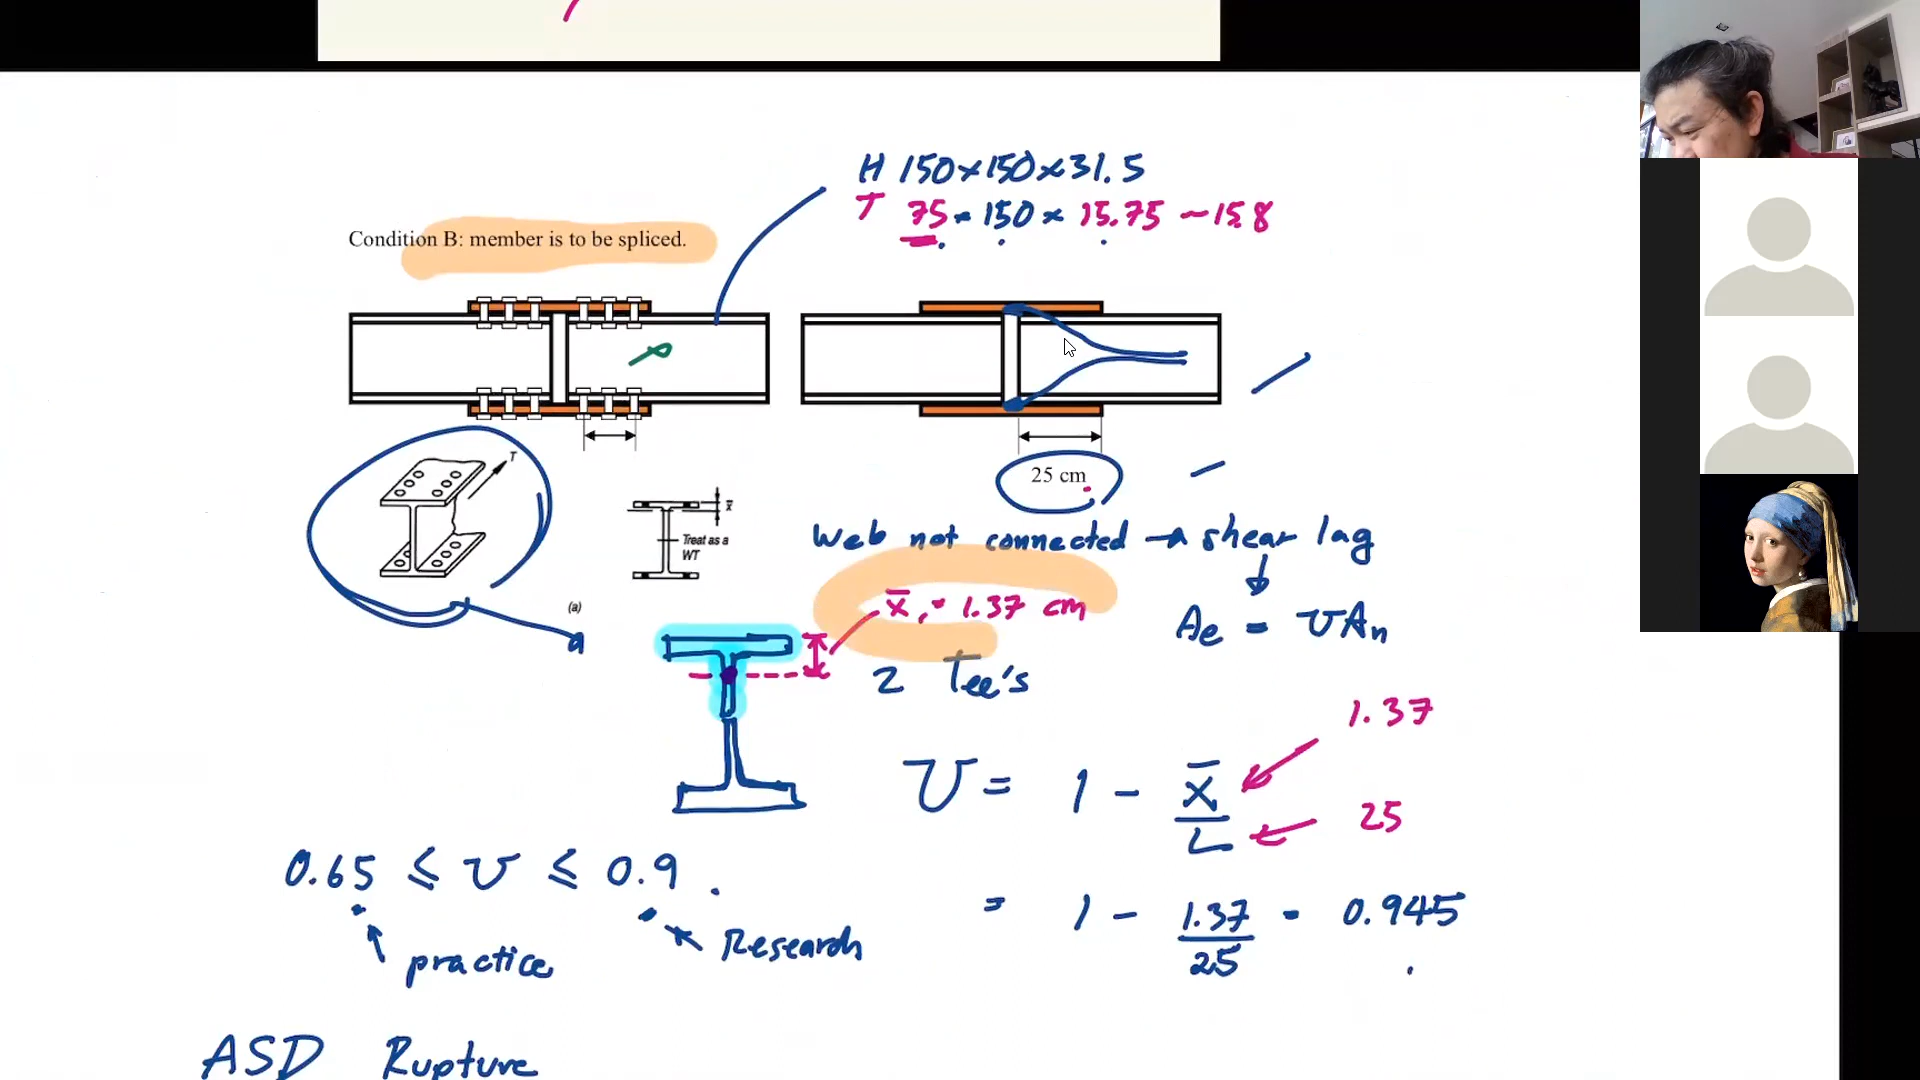 H 150×150×31.5
T 75 × 150 × 15.75 ~ 15.8
Condition B: member is to be spliced.
T
x̄
Treat as a
WT
(a)
25 cm.
Web not connected → shear lag
x̄, = 1.37 cm
Ae = UAn
2 Tee's
1.37
U = 1 - x̄/L
25
0.65 ≤ U ≤ 0.9.
= 1 - 1.37/25 = 0.945
practice
Research
ASD Rupture